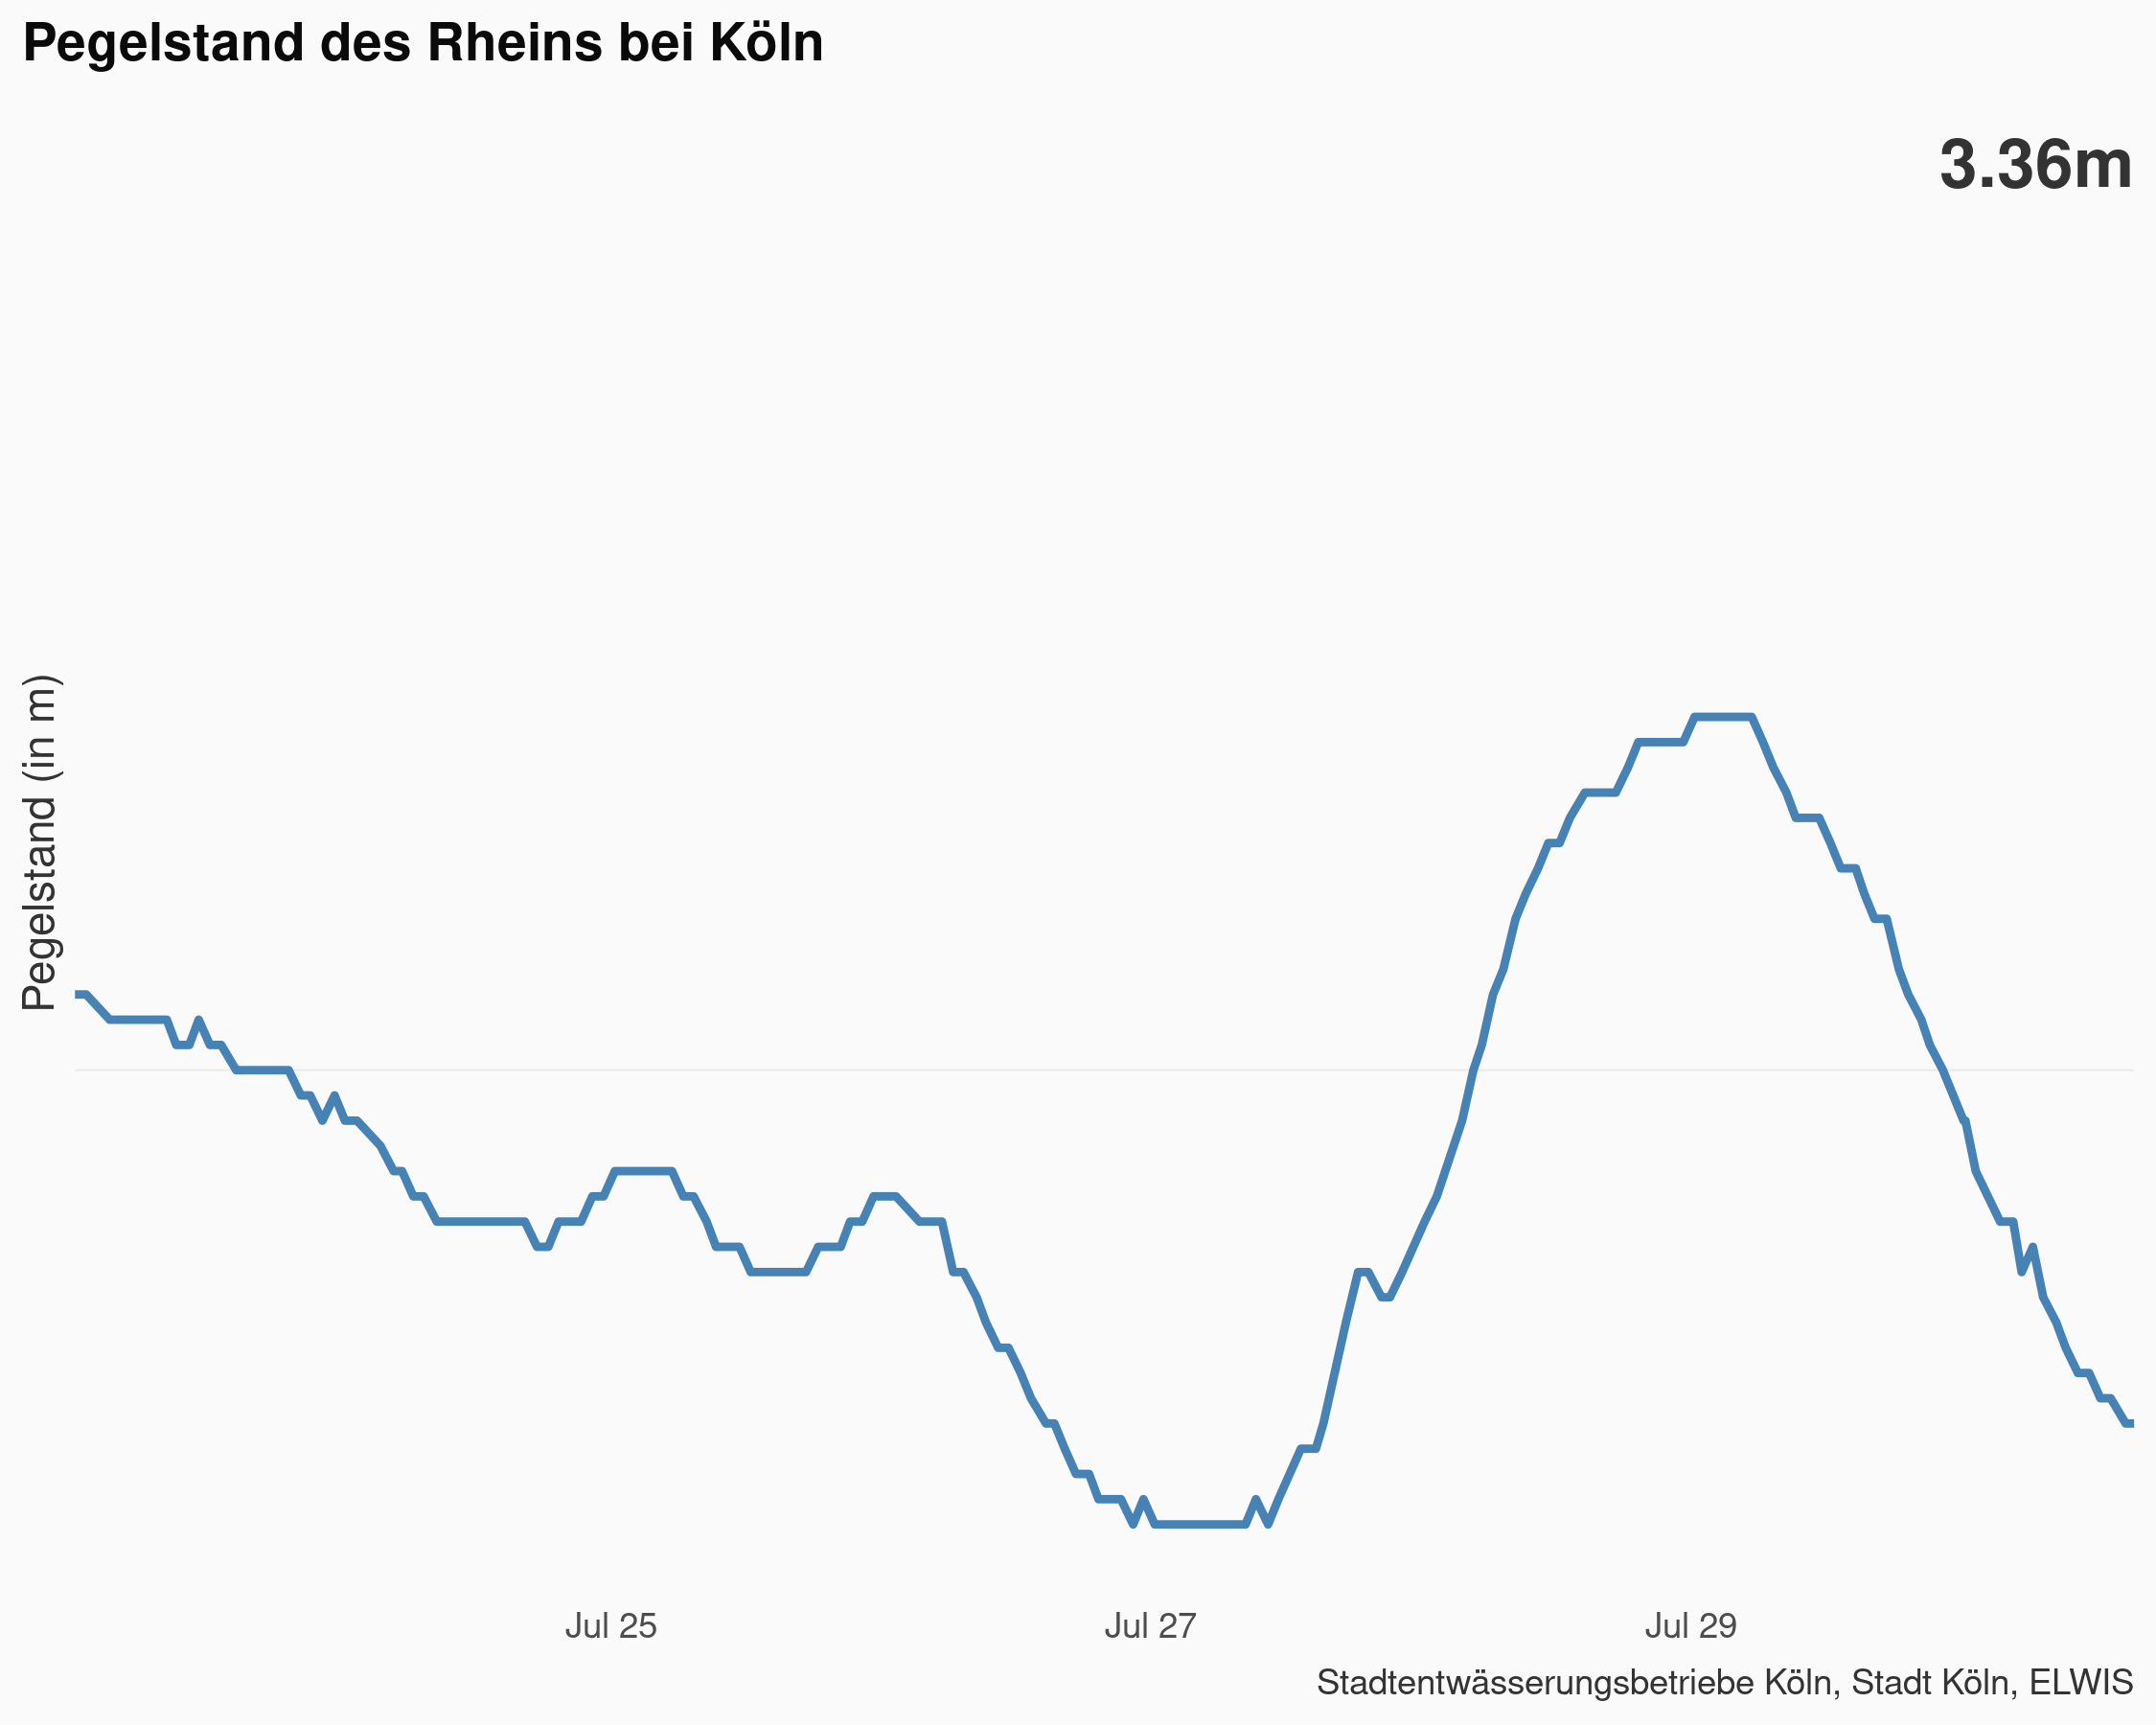 Pegelstand des Rheins bei Köln
3.36m
Pegelstand (in m)
Jul 25
Jul 27
Jul 29
Stadtentwässerungsbetriebe Köln, Stadt Köln, ELWIS